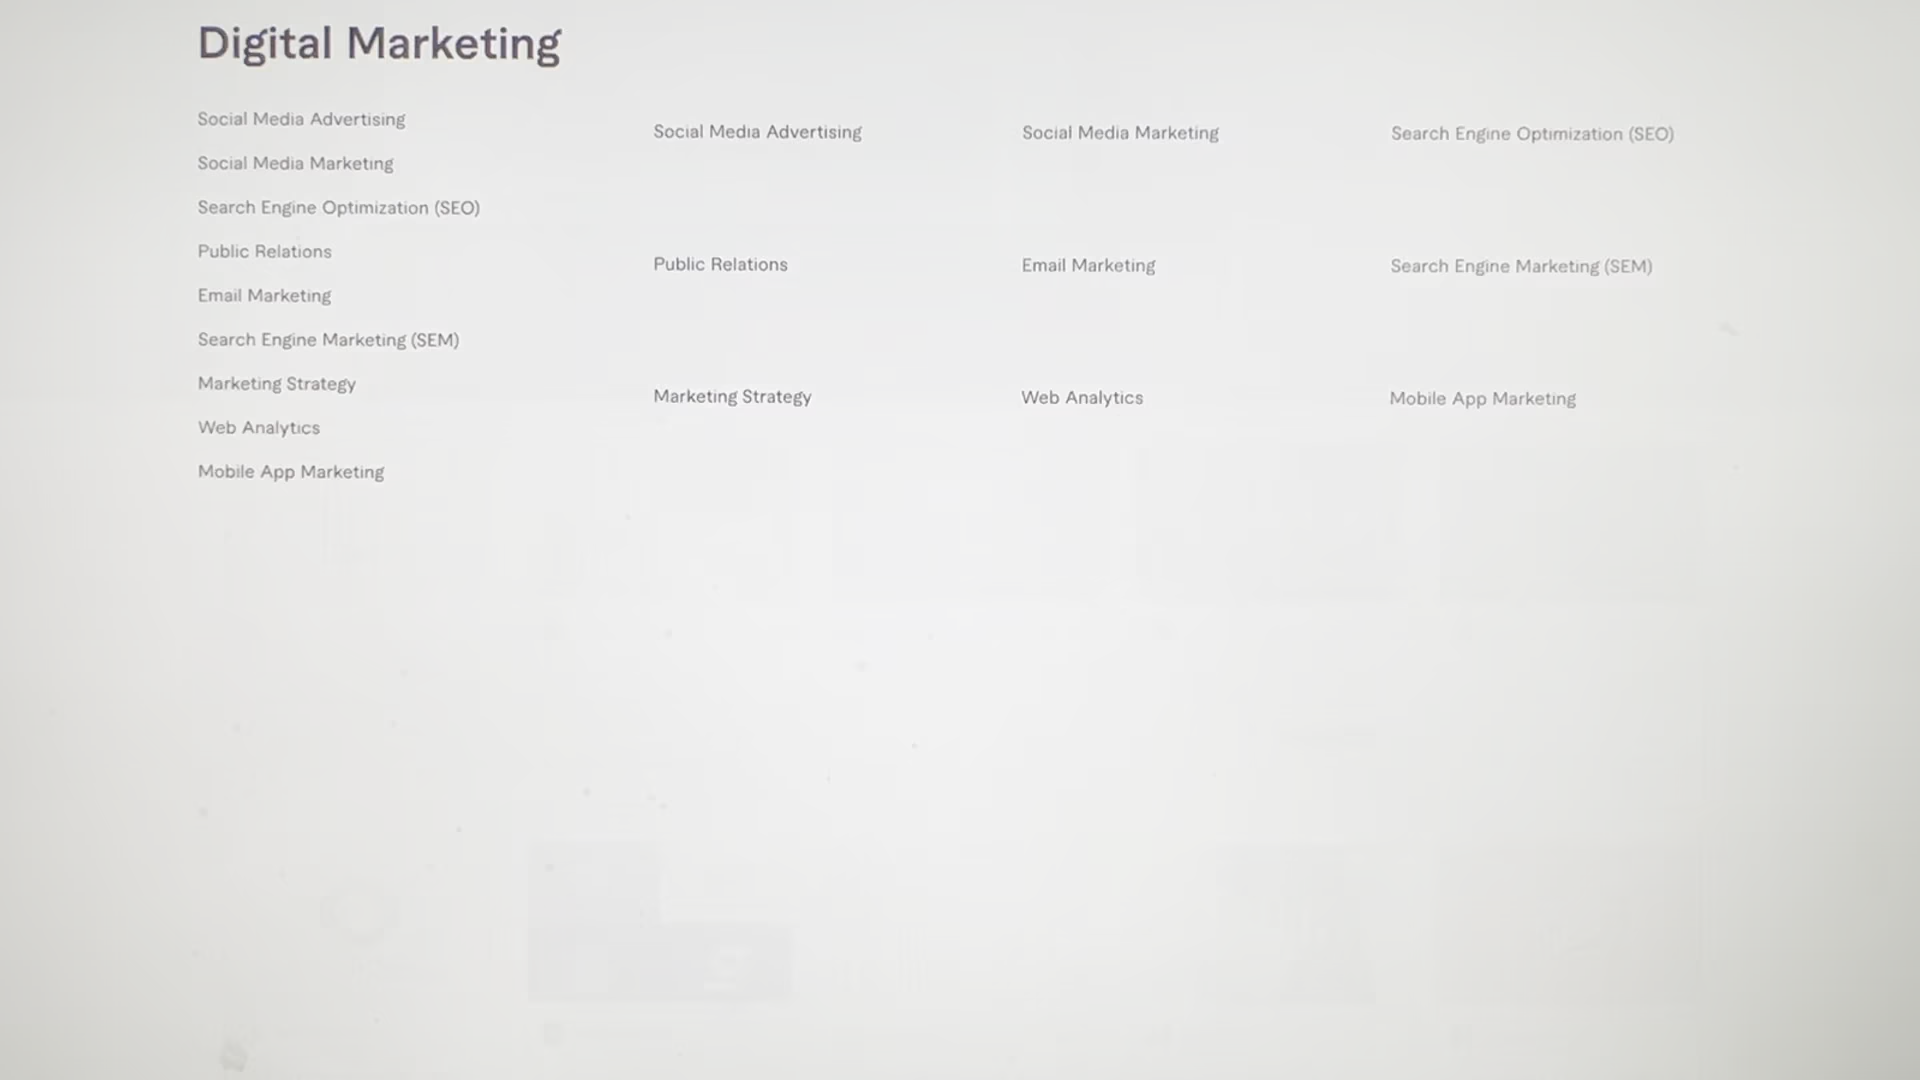 Digital Marketing
Social Media Advertising
Social Media Marketing
Search Engine Optimization (SEO)
Public Relations
Email Marketing
Search Engine Marketing (SEM)
Marketing Strategy
Web Analytics
Mobile App Marketing
Social Media Advertising
Social Media Marketing
Search Engine Optimization (SEO)
Public Relations
Email Marketing
Search Engine Marketing (SEM)
Marketing Strategy
Web Analytics
Mobile App Marketing